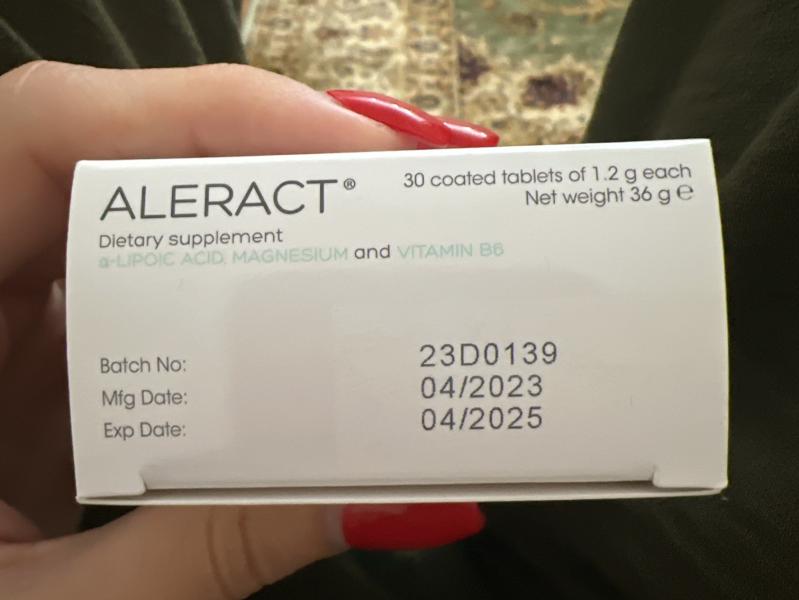 ALERACT®
30 coated tablets of 1.2 g each
Net weight 36 g ℮
Dietary supplement
α-LIPOIC ACID, MAGNESIUM and VITAMIN B6
Batch No: 23D0139
Mfg Date: 04/2023
Exp Date: 04/2025